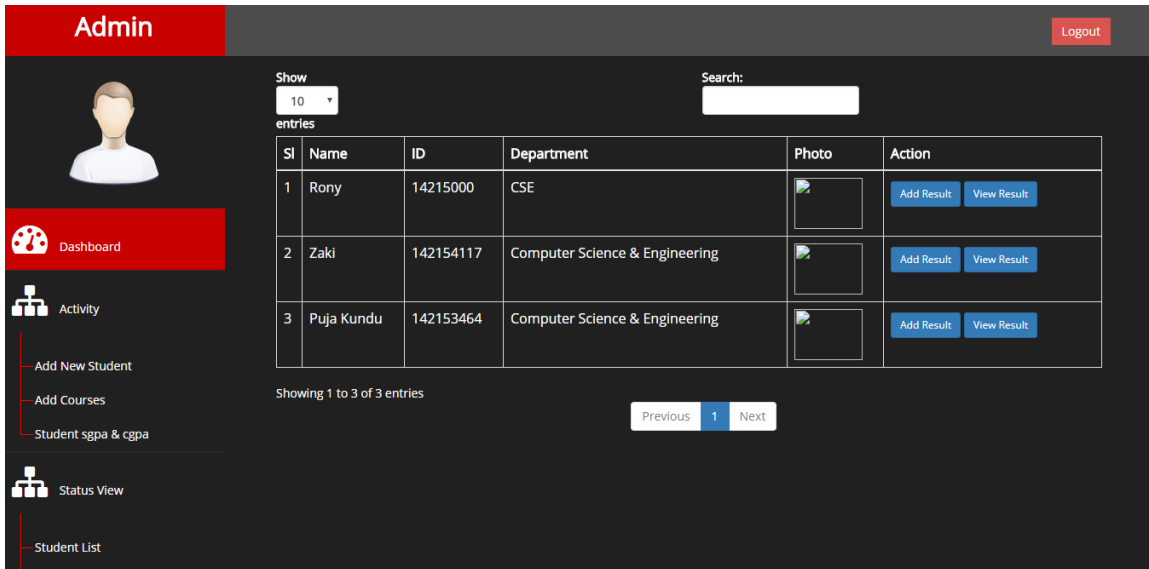 Admin
Logout
Show
10
entries
Search:
Sl Name ID Department Photo Action
1 Rony 14215000 CSE Add Result View Result
2 Zaki 142154117 Computer Science & Engineering Add Result View Result
3 Puja Kundu 142153464 Computer Science & Engineering Add Result View Result
Showing 1 to 3 of 3 entries
Previous 1 Next
Dashboard
Activity
Add New Student
Add Courses
Student sgpa & cgpa
Status View
Student List